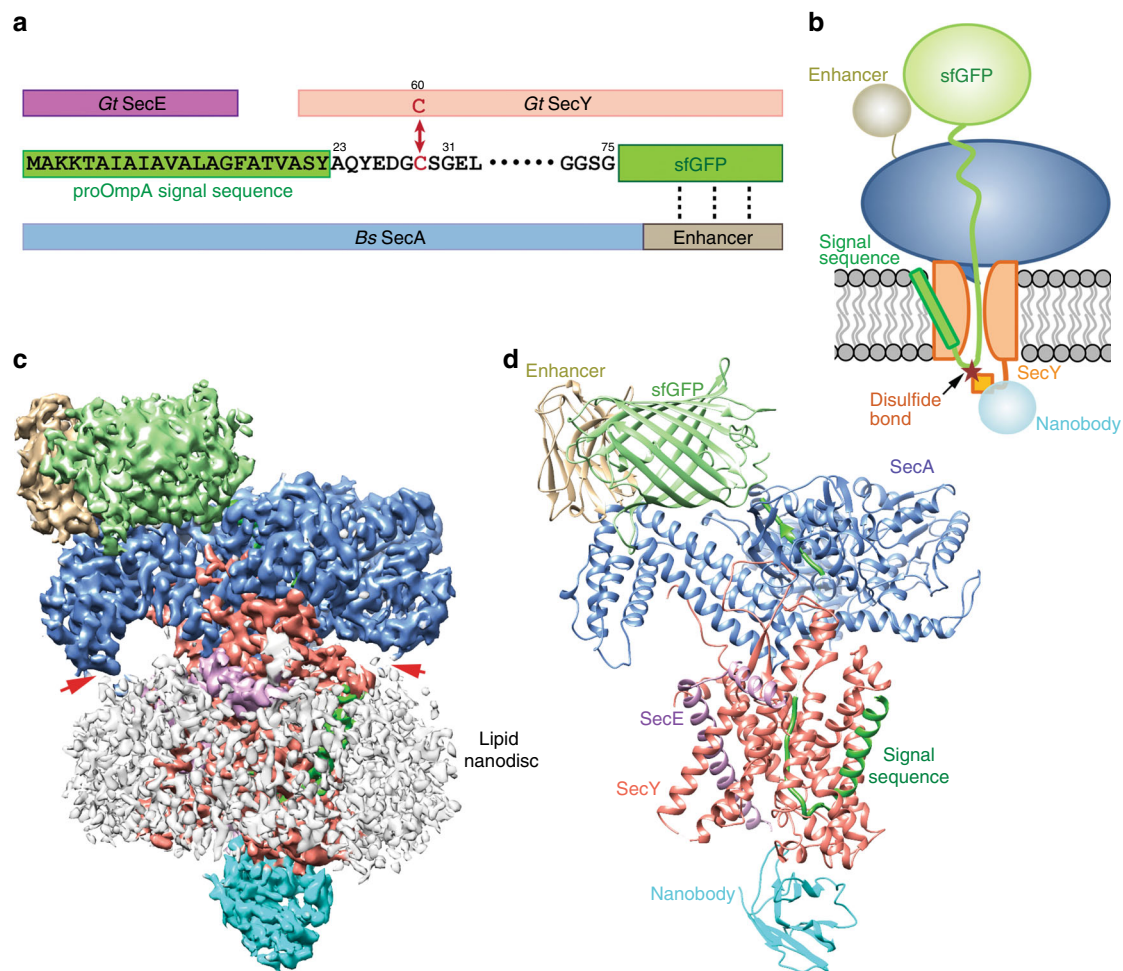 a
60
Gt SecE
C
Gt SecY
23
31
75
MAKKTAIAIAVALAGFATVASYAQYEDGCSGEL······GGSG
sfGFP
proOmpA signal sequence
Bs SecA
Enhancer
b
Enhancer
sfGFP
Signal
sequence
SecY
Disulfide
bond
Nanobody
c
Lipid
nanodisc
d
Enhancer
sfGFP
SecA
SecE
SecY
Signal
sequence
Nanobody